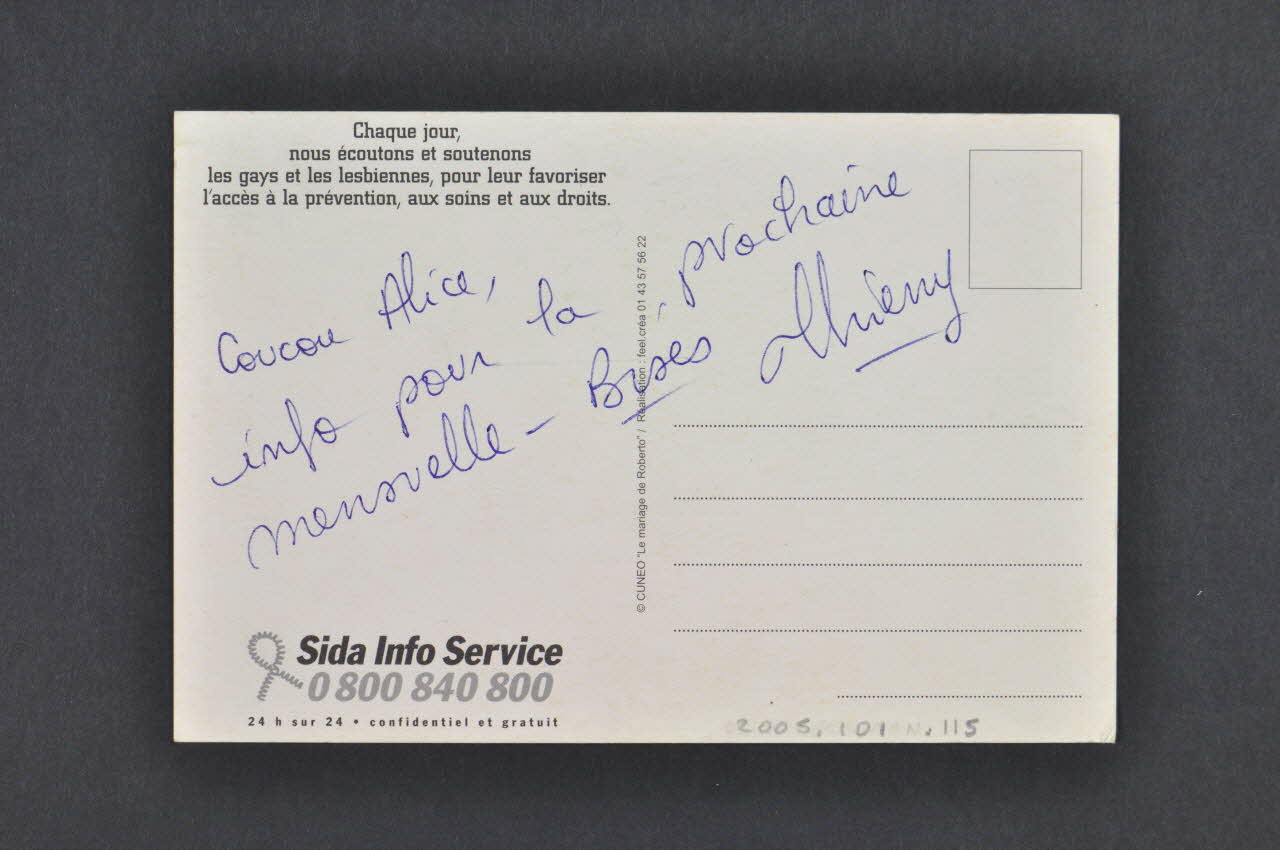 Chaque jour,
nous écoutons et soutenons
les gays et les lesbiennes, pour leur favoriser
l'accès à la prévention, aux soins et aux droits.
Coucou Alice,
info pour la prochaine
mensuelle - Bises Thierry
© CUNEO "Le mariage de Roberto" / Réalisation : feel.créa 01 43 57 56 22
Sida Info Service
0 800 840 800
24 h sur 24 • confidentiel et gratuit
2005.101.115